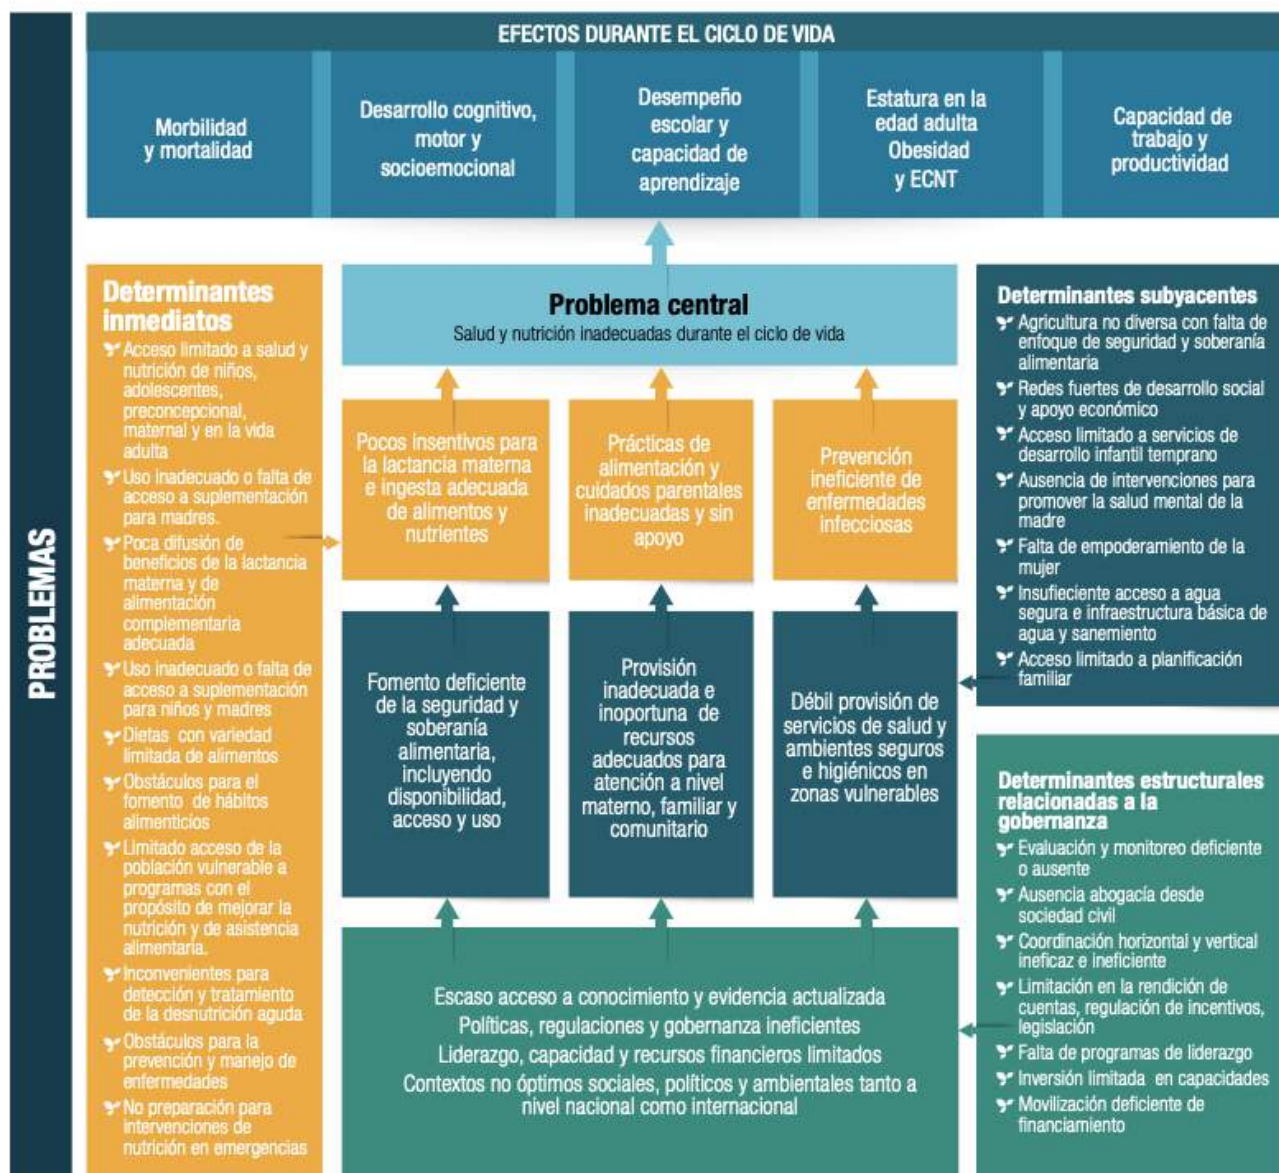 PROBLEMAS
EFECTOS DURANTE EL CICLO DE VIDA
Morbilidad
y mortalidad
Desarrollo cognitivo,
motor y
socioemocional
Desempeño
escolar y
capacidad de
aprendizaje
Estatura en la
edad adulta
Obesidad
y ECNT
Capacidad de
trabajo y
productividad
Determinantes
inmediatos
Acceso limitado a salud y
nutrición de niños,
adolescentes,
preconcepcional,
maternal y en la vida
adulta
Uso inadecuado o falta de
acceso a suplementación
para madres.
Poca difusión de
beneficios de la lactancia
materna y de
alimentación
complementaria
adecuada
Uso inadecuado o falta de
acceso a suplementación
para niños y madres
Dietas con variedad
limitada de alimentos
Obstáculos para el
fomento de hábitos
alimenticios
Limitado acceso de la
población vulnerable a
programas con el
propósito de mejorar la
nutrición y de asistencia
alimentaria.
Inconvenientes para
detección y tratamiento
de la desnutrición aguda
Obstáculos para la
prevención y manejo de
enfermedades
No preparación para
intervenciones de
nutrición en emergencias
Problema central
Salud y nutrición inadecuadas durante el ciclo de vida
Pocos insentivos para
la lactancia materna
e ingesta adecuada
de alimentos y
nutrientes
Prácticas de
alimentación y
cuidados parentales
inadecuadas y sin
apoyo
Prevención
ineficiente de
enfermedades
infecciosas
Fomento deficiente
de la seguridad y
soberanía
alimentaria,
incluyendo
disponibilidad,
acceso y uso
Provisión
inadecuada e
inoportuna de
recursos
adecuados para
atención a nivel
materno, familiar y
comunitario
Débil provisión de
servicios de salud y
ambientes seguros
e higiénicos en
zonas vulnerables
Escaso acceso a conocimiento y evidencia actualizada
Políticas, regulaciones y gobernanza ineficientes
Liderazgo, capacidad y recursos financieros limitados
Contextos no óptimos sociales, políticos y ambientales tanto a
nivel nacional como internacional
Determinantes subyacentes
Agricultura no diversa con falta de
enfoque de seguridad y soberanía
alimentaria
Redes fuertes de desarrollo social
y apoyo económico
Acceso limitado a servicios de
desarrollo infantil temprano
Ausencia de intervenciones para
promover la salud mental de la
madre
Falta de empoderamiento de la
mujer
Insufieciente acceso a agua
segura e infraestructura básica de
agua y sanemiento
Acceso limitado a planificación
familiar
Determinantes estructurales
relacionadas a la
gobernanza
Evaluación y monitoreo deficiente
o ausente
Ausencia abogacía desde
sociedad civil
Coordinación horizontal y vertical
ineficaz e ineficiente
Limitación en la rendición de
cuentas, regulación de incentivos,
legislación
Falta de programas de liderazgo
Inversión limitada en capacidades
Movilización deficiente de
financiamiento